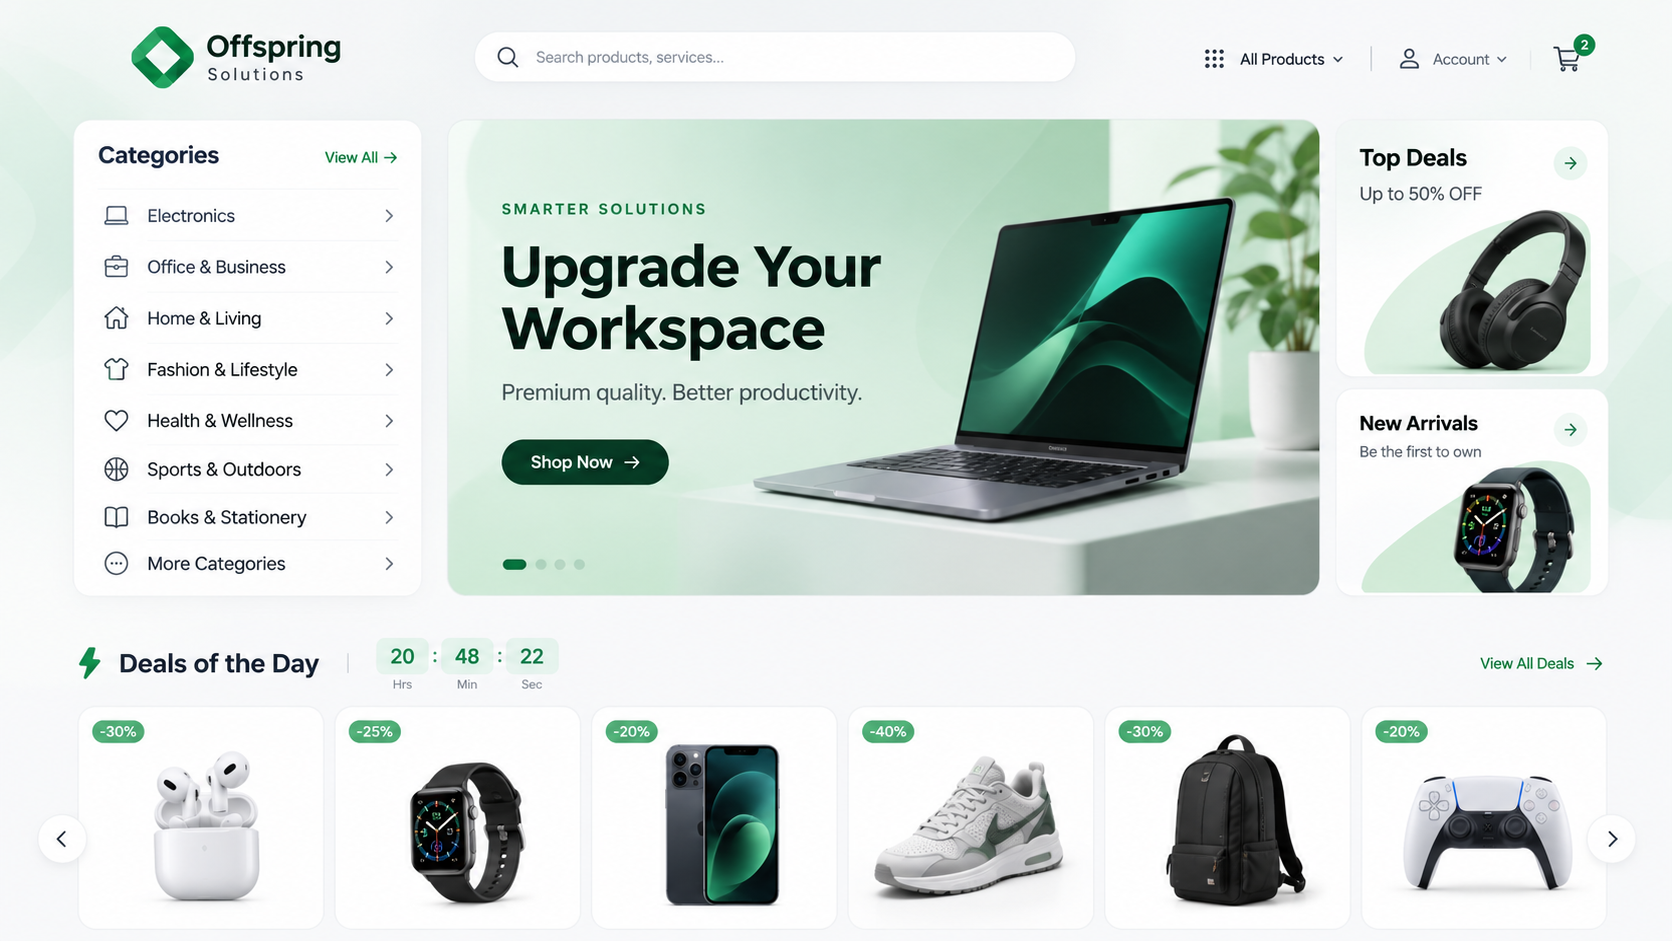 Offspring
Solutions
Search products, services...
All Products
Account
2
Categories
View All
Electronics
Office & Business
Home & Living
Fashion & Lifestyle
Health & Wellness
Sports & Outdoors
Books & Stationery
More Categories
SMARTER SOLUTIONS
Upgrade Your
Workspace
Premium quality. Better productivity.
Shop Now
Top Deals
Up to 50% OFF
New Arrivals
Be the first to own
Deals of the Day
20 : 48 : 22
Hrs Min Sec
View All Deals
-30%
-25%
-20%
-40%
-30%
-20%